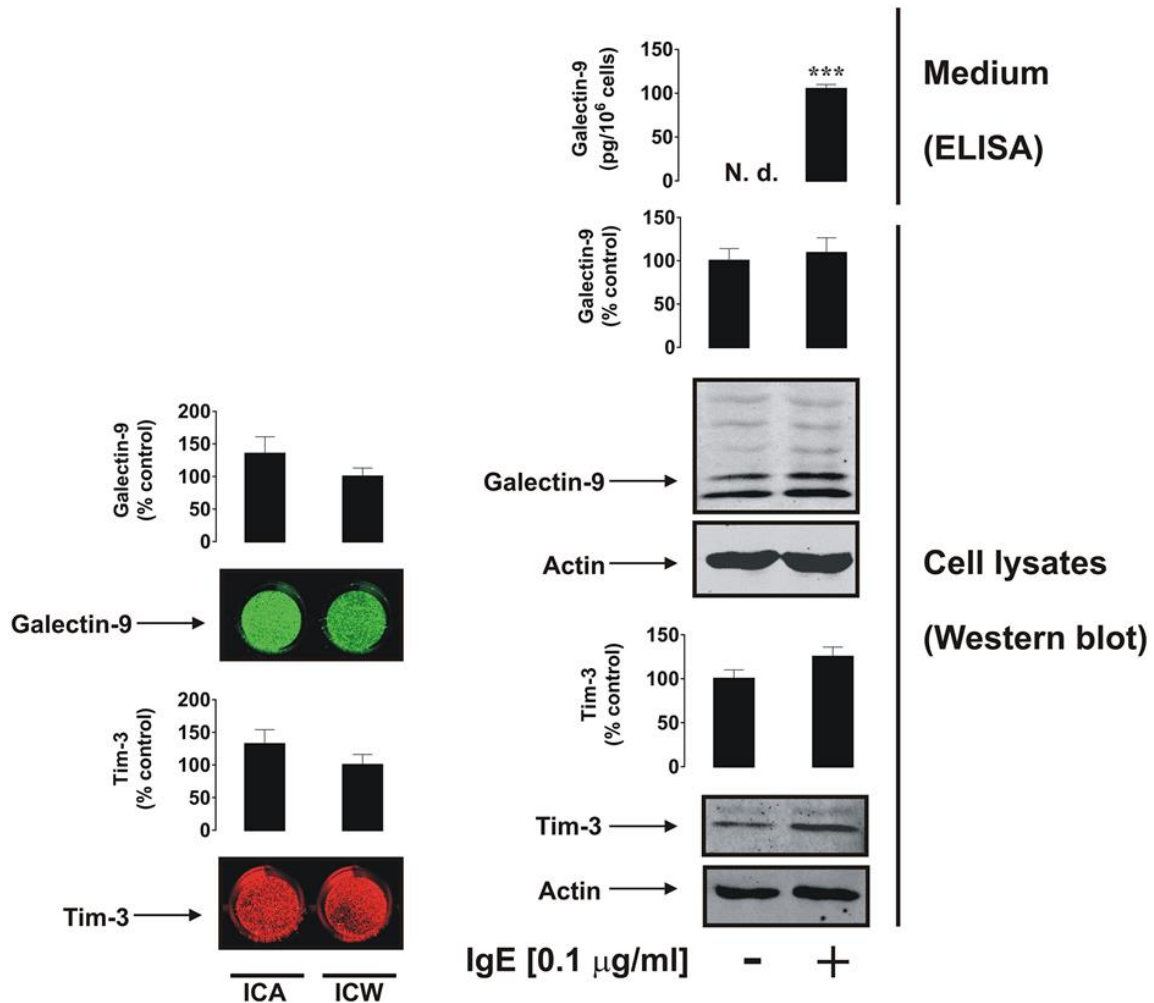 Galectin-9
(pg/10⁶ cells)
150
100
50
0
N. d.
***
Medium
(ELISA)
Galectin-9
(% control)
150
100
50
0
Galectin-9
Actin
Tim-3
(% control)
150
100
50
0
Tim-3
Actin
IgE [0.1 μg/ml]
-
+
Cell lysates
(Western blot)
Galectin-9
(% control)
200
150
100
50
0
Galectin-9
Tim-3
(% control)
200
150
100
50
0
Tim-3
ICA
ICW